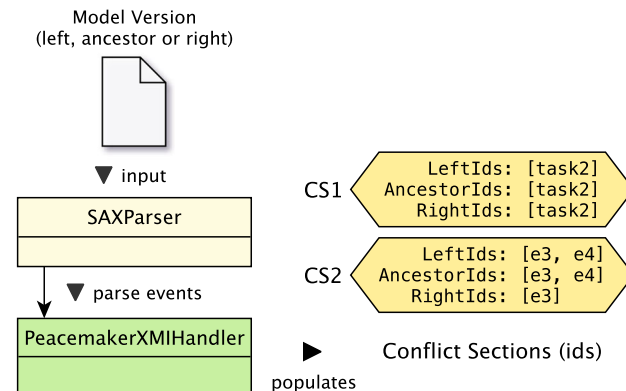 Model Version
(left, ancestor or right)
input
SAXParser
parse events
PeacemakerXMIHandler
populates
CS1
LeftIds: [task2]
AncestorIds: [task2]
RightIds: [task2]
CS2
LeftIds: [e3, e4]
AncestorIds: [e3, e4]
RightIds: [e3]
Conflict Sections (ids)